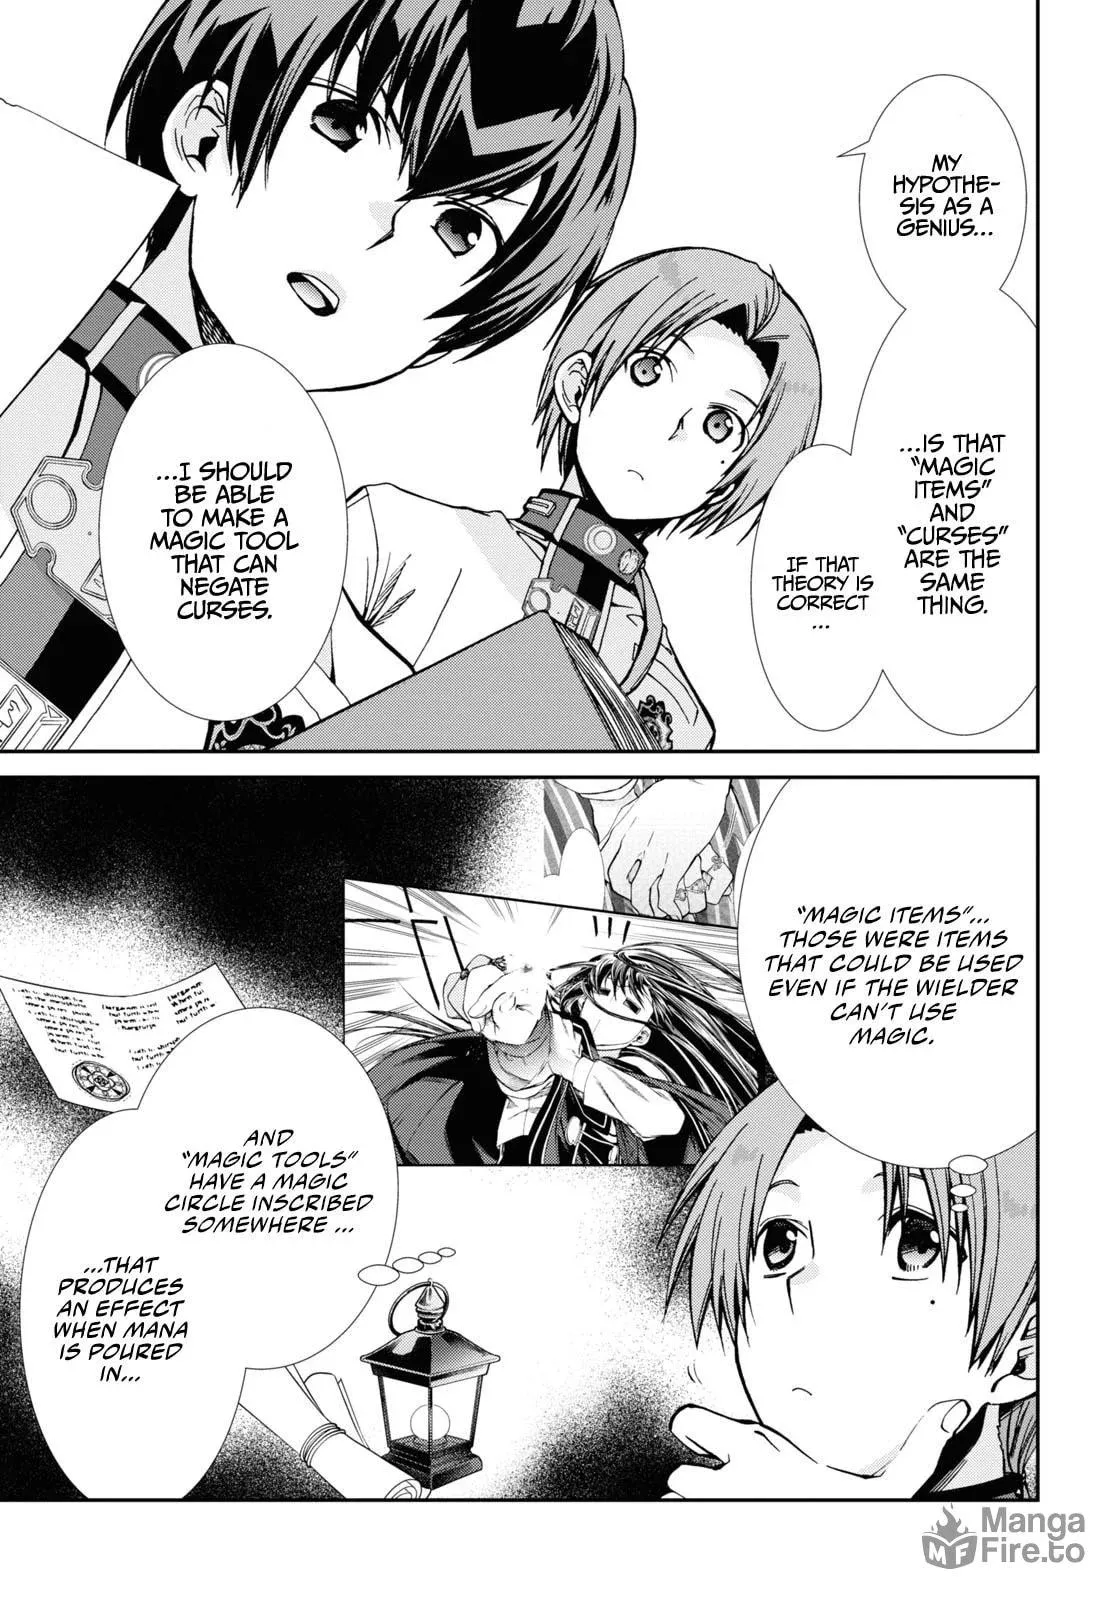 MY
HYPOTHE-
SIS AS A
GENIUS...
...IS THAT
"MAGIC
ITEMS"
AND
"CURSES"
ARE THE
SAME
THING.
IF THAT
THEORY IS
CORRECT
...
...I SHOULD
BE ABLE
TO MAKE A
MAGIC TOOL
THAT CAN
NEGATE
CURSES.
"MAGIC ITEMS"...
THOSE WERE ITEMS
THAT COULD BE USED
EVEN IF THE WIELDER
CAN'T USE
MAGIC.
AND
"MAGIC TOOLS"
HAVE A MAGIC
CIRCLE INSCRIBED
SOMEWHERE ...
...THAT
PRODUCES
AN EFFECT
WHEN MANA
IS POURED
IN...
MF
Manga
Fire.to